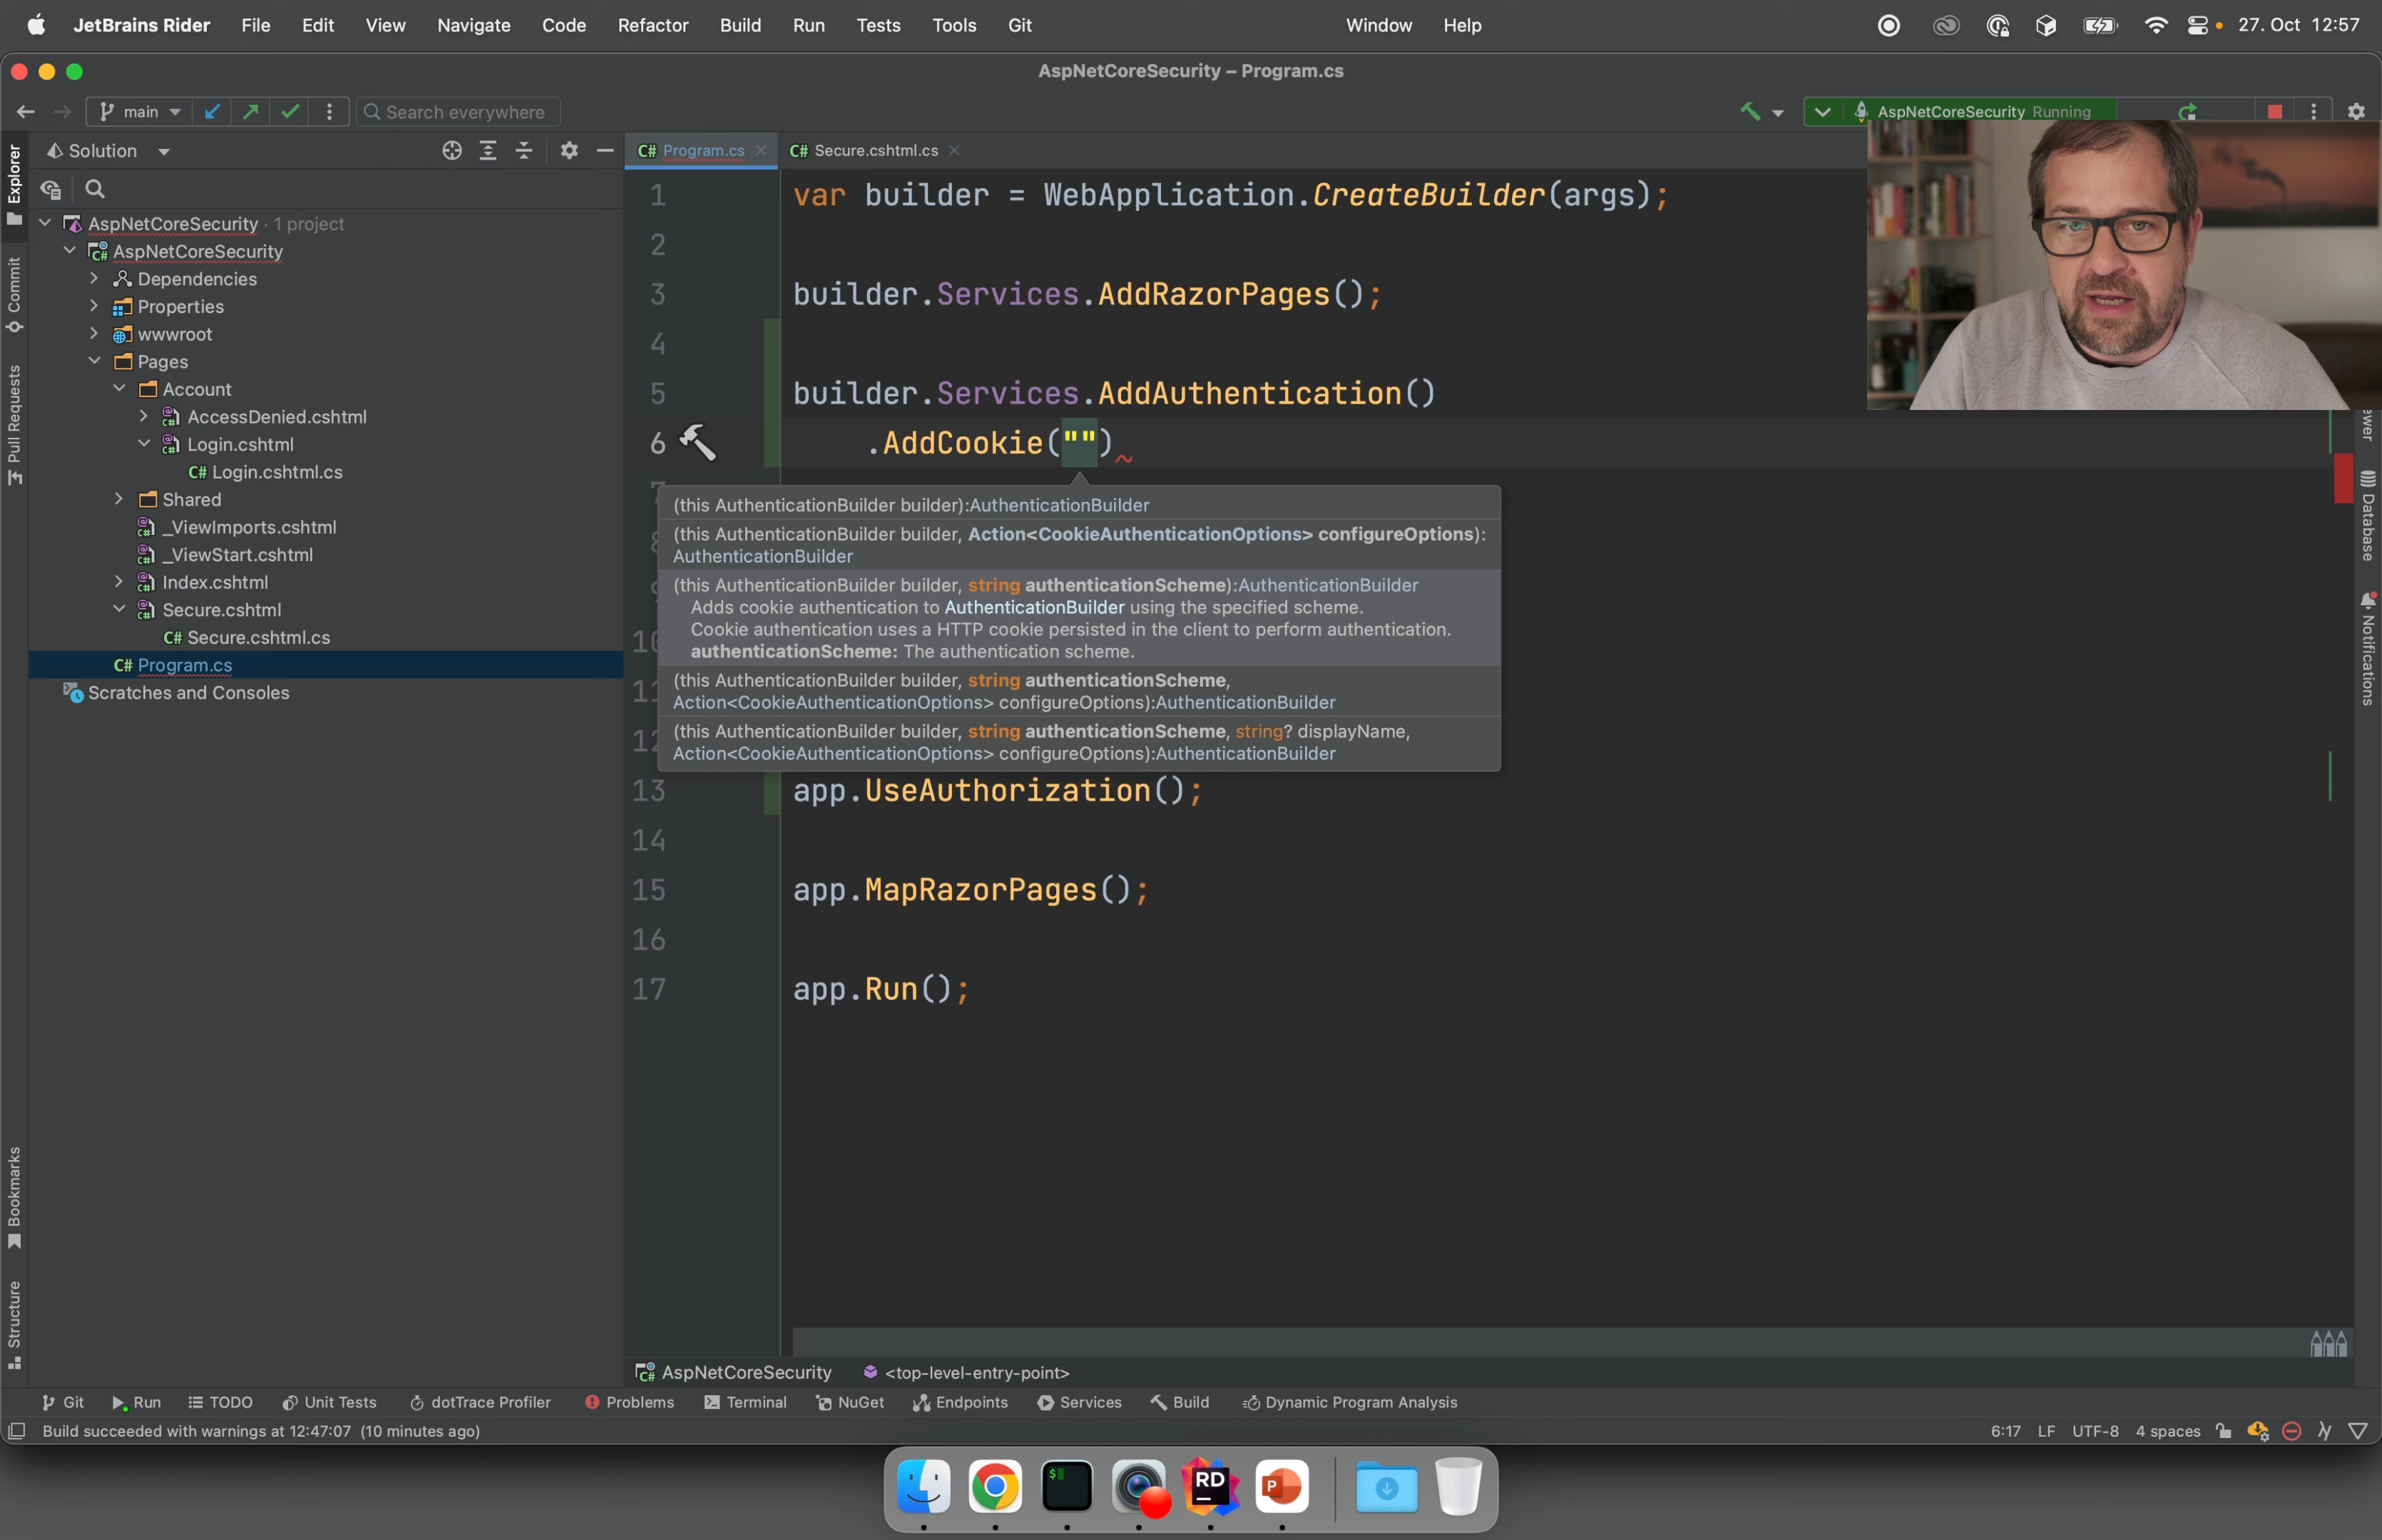 JetBrains Rider File Edit View Navigate Code Refactor Build Run Tests Tools Git Window Help 27. Oct 12:57
AspNetCoreSecurity – Program.cs
main Search everywhere AspNetCoreSecurity Running
Solution
Program.cs
Secure.cshtml.cs
Explorer
Commit
Pull Requests
Bookmarks
Structure
AspNetCoreSecurity · 1 project
AspNetCoreSecurity
Dependencies
Properties
wwwroot
Pages
Account
AccessDenied.cshtml
Login.cshtml
C# Login.cshtml.cs
Shared
_ViewImports.cshtml
_ViewStart.cshtml
Index.cshtml
Secure.cshtml
C# Secure.cshtml.cs
C# Program.cs
Scratches and Consoles
1 var builder = WebApplication.CreateBuilder(args);
2
3 builder.Services.AddRazorPages();
4
5 builder.Services.AddAuthentication()
6 .AddCookie("")
(this AuthenticationBuilder builder):AuthenticationBuilder
(this AuthenticationBuilder builder, Action<CookieAuthenticationOptions> configureOptions):
AuthenticationBuilder
(this AuthenticationBuilder builder, string authenticationScheme):AuthenticationBuilder
Adds cookie authentication to AuthenticationBuilder using the specified scheme.
Cookie authentication uses a HTTP cookie persisted in the client to perform authentication.
authenticationScheme: The authentication scheme.
(this AuthenticationBuilder builder, string authenticationScheme,
Action<CookieAuthenticationOptions> configureOptions):AuthenticationBuilder
(this AuthenticationBuilder builder, string authenticationScheme, string? displayName,
Action<CookieAuthenticationOptions> configureOptions):AuthenticationBuilder
13 app.UseAuthorization();
14
15 app.MapRazorPages();
16
17 app.Run();
Database
Notifications
AspNetCoreSecurity <top-level-entry-point>
Git Run TODO Unit Tests dotTrace Profiler Problems Terminal NuGet Endpoints Services Build Dynamic Program Analysis
Build succeeded with warnings at 12:47:07 (10 minutes ago) 6:17 LF UTF-8 4 spaces
RD
P